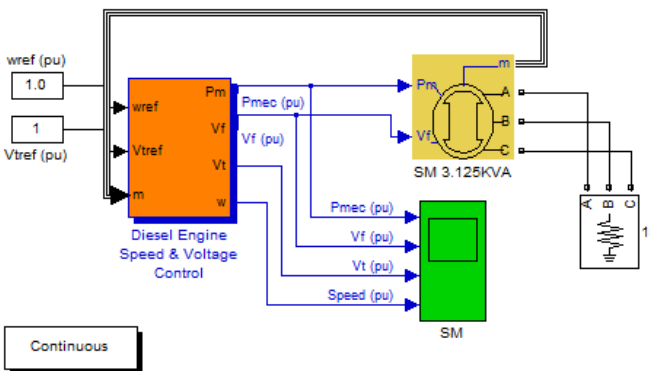 wref (pu)
1.0
1
Vtref (pu)
wref
Vtref
m
Pm
Vf
Vt
w
Diesel Engine
Speed & Voltage
Control
Pmec (pu)
Vf (pu)
m
Pm
Vf_
A
B
C
SM 3.125KVA
Pmec (pu)
Vf (pu)
Vt (pu)
Speed (pu)
SM
A B C
1
Continuous